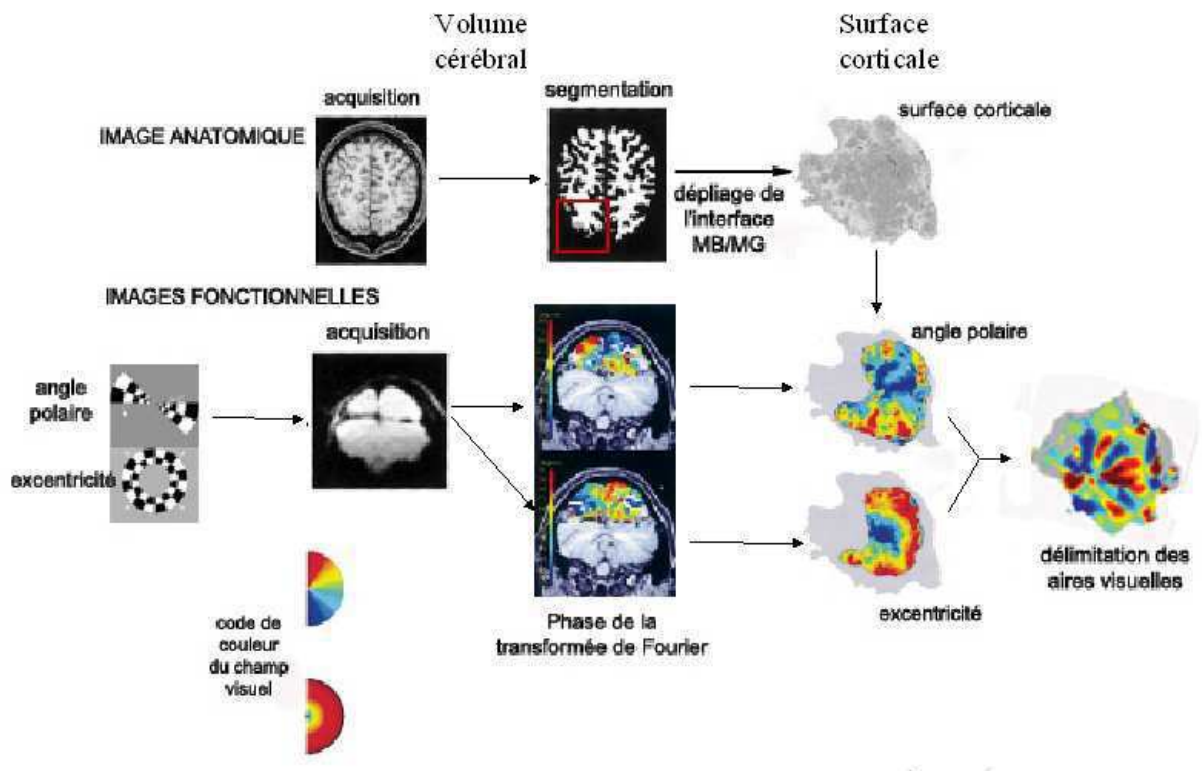 Volume
cérébral
Surface
corticale
acquisition
segmentation
IMAGE ANATOMIQUE
surface corticale
dépliage de
l'interface
MB/MG
IMAGES FONCTIONNELLES
acquisition
angle polaire
angle
polaire
excentricité
délimitation des
aires visuelles
excentricité
Phase de la
transformée de Fourier
code de
couleur
du champ
visuel